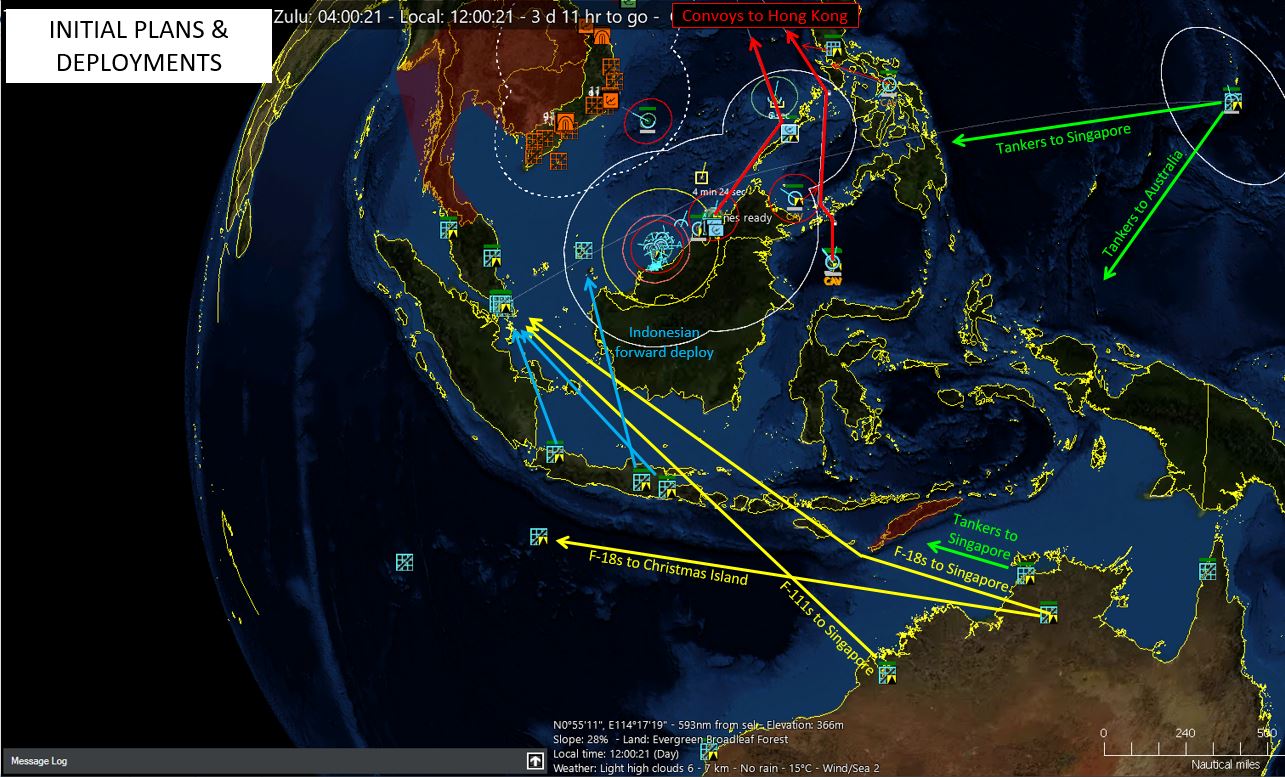 INITIAL PLANS &
DEPLOYMENTS
Zulu: 04:00:21 - Local: 12:00:21 - 3 d 11 hr to go -
Convoys to Hong Kong
CAV
Tankers to Singapore
Tankers to Australia
4 min 24 sec
nes ready
CAV
CAV
Indonesian
forward deploy
Tankers to
Singapore
F-18s to Singapore
F-18s to Christmas Island
F-111s to Singapore
N0°55'11", E114°17'19" - 593nm from sel - Elevation: 366m
Slope: 28% - Land: Evergreen Broadleaf Forest
Local time: 12:00:21 (Day)
Weather: Light high clouds 6 - 7 km - No rain - 15°C - Wind/Sea 2
0 240 500
Nautical miles
Message Log